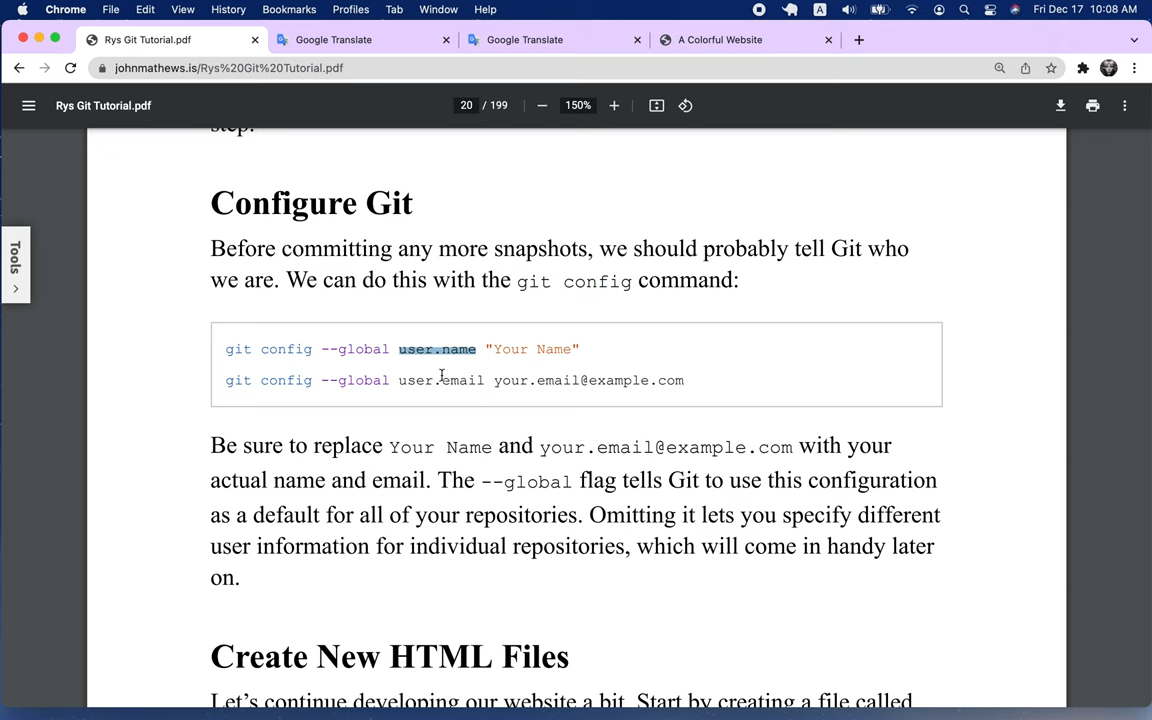 Chrome File Edit View History Bookmarks Profiles Tab Window Help A Fri Dec 17 10:08 AM
Rys Git Tutorial.pdf Google Translate Google Translate A Colorful Website
johnmathews.is/Rys%20Git%20Tutorial.pdf
Rys Git Tutorial.pdf 20 / 199 150%
step.
Configure Git
Before committing any more snapshots, we should probably tell Git who
we are. We can do this with the git config command:
git config --global user.name "Your Name"
git config --global user.email your.email@example.com
Be sure to replace Your Name and your.email@example.com with your
actual name and email. The --global flag tells Git to use this configuration
as a default for all of your repositories. Omitting it lets you specify different
user information for individual repositories, which will come in handy later
on.
Create New HTML Files
Let's continue developing our website a bit. Start by creating a file called
Tools